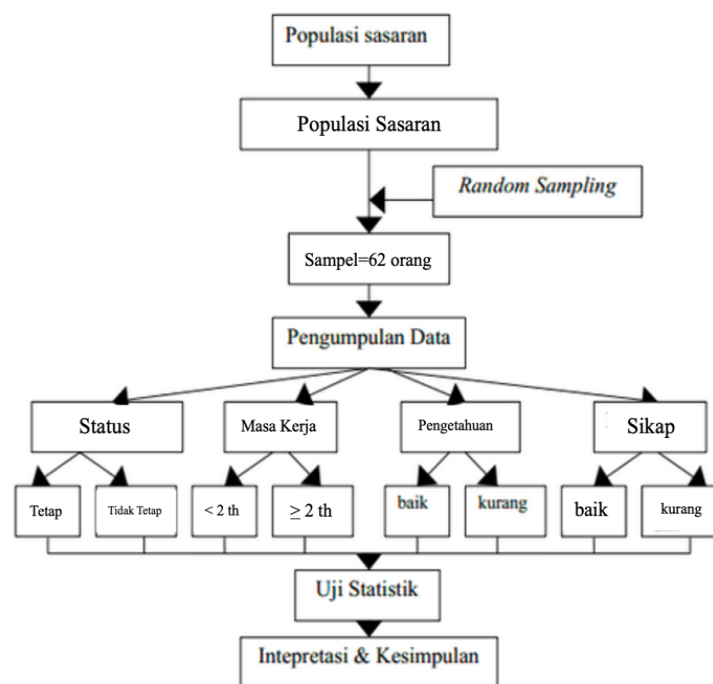 Populasi sasaran
Populasi Sasaran
Random Sampling
Sampel=62 orang
Pengumpulan Data
Status
Masa Kerja
Pengetahuan
Sikap
Tetap
Tidak Tetap
< 2 th
≥ 2 th
baik
kurang
baik
kurang
Uji Statistik
Intepretasi & Kesimpulan